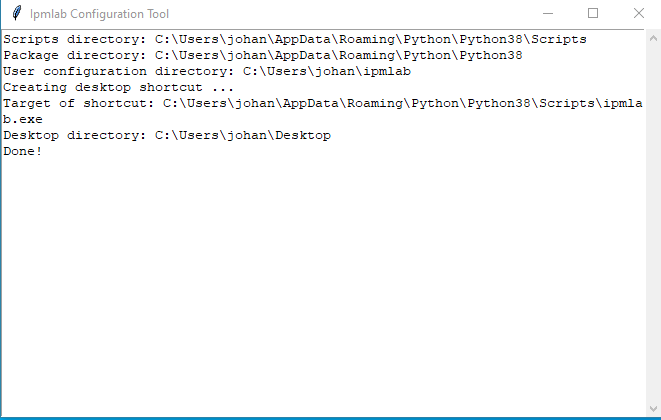 Ipmlab Configuration Tool
Scripts directory: C:\Users\johan\AppData\Roaming\Python\Python38\Scripts
Package directory: C:\Users\johan\AppData\Roaming\Python\Python38
User configuration directory: C:\Users\johan\ipmlab
Creating desktop shortcut ...
Target of shortcut: C:\Users\johan\AppData\Roaming\Python\Python38\Scripts\ipmla
b.exe
Desktop directory: C:\Users\johan\Desktop
Done!